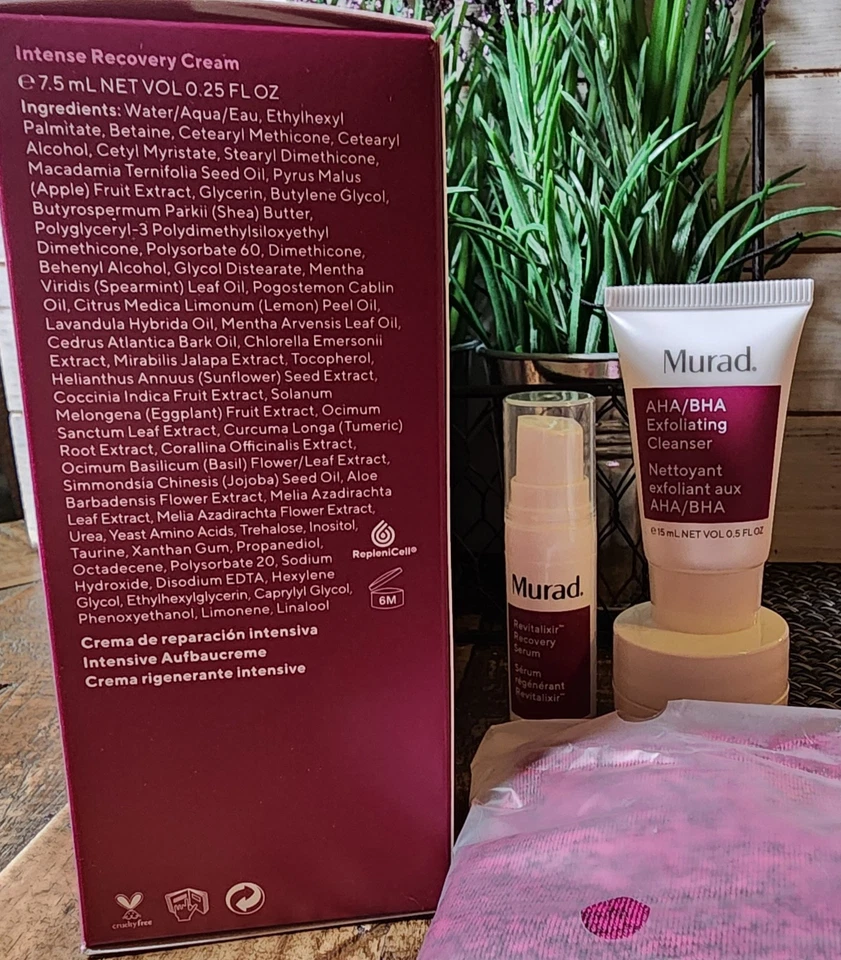 Intense Recovery Cream
℮ 7.5 mL NET VOL 0.25 FL OZ
Ingredients: Water/Aqua/Eau, Ethylhexyl
Palmitate, Betaine, Cetearyl Methicone, Cetearyl
Alcohol, Cetyl Myristate, Stearyl Dimethicone,
Macadamia Ternifolia Seed Oil, Pyrus Malus
(Apple) Fruit Extract, Glycerin, Butylene Glycol,
Butyrospermum Parkii (Shea) Butter,
Polyglyceryl-3 Polydimethylsiloxyethyl
Dimethicone, Polysorbate 60, Dimethicone,
Behenyl Alcohol, Glycol Distearate, Mentha
Viridis (Spearmint) Leaf Oil, Pogostemon Cablin
Oil, Citrus Medica Limonum (Lemon) Peel Oil,
Lavandula Hybrida Oil, Mentha Arvensis Leaf Oil,
Cedrus Atlantica Bark Oil, Chlorella Emersonii
Extract, Mirabilis Jalapa Extract, Tocopherol,
Helianthus Annuus (Sunflower) Seed Extract,
Coccinia Indica Fruit Extract, Solanum
Melongena (Eggplant) Fruit Extract, Ocimum
Sanctum Leaf Extract, Curcuma Longa (Tumeric)
Root Extract, Corallina Officinalis Extract,
Ocimum Basilicum (Basil) Flower/Leaf Extract,
Simmondsia Chinesis (Jojoba) Seed Oil, Aloe
Barbadensis Flower Extract, Melia Azadirachta
Leaf Extract, Melia Azadirachta Flower Extract,
Urea, Yeast Amino Acids, Trehalose, Inositol,
Taurine, Xanthan Gum, Propanediol,
Octadecene, Polysorbate 20, Sodium
Hydroxide, Disodium EDTA, Hexylene
Glycol, Ethylhexylglycerin, Caprylyl Glycol,
Phenoxyethanol, Limonene, Linalool
RepleniCell®
6M
Crema de reparación intensiva
Intensive Aufbaucreme
Crema rigenerante intensive
crueltyfree
Murad.
Revitalixir™
Recovery
Serum
Sérum
régénérant
Revitalixir™
Murad.
AHA/BHA
Exfoliating
Cleanser
Nettoyant
exfoliant aux
AHA/BHA
℮ 15 mL NET VOL 0.5 FL OZ